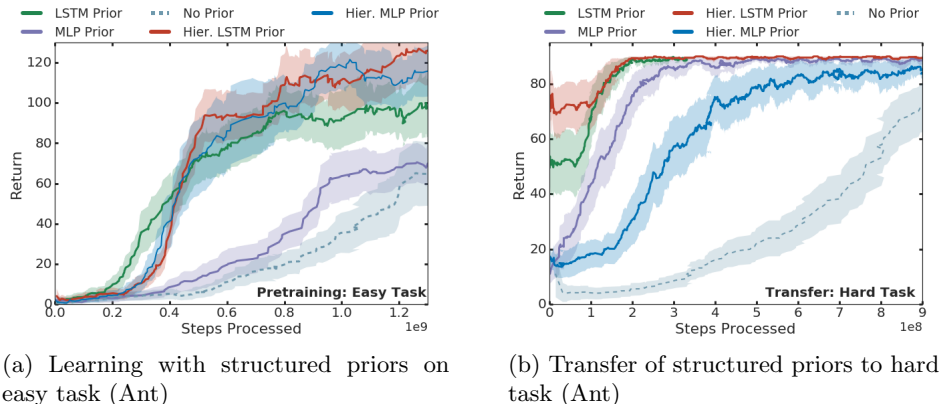 LSTM Prior No Prior Hier. MLP Prior
MLP Prior Hier. LSTM Prior
120
100
80
60
40
20
0
Return
Pretraining: Easy Task
0.0 0.2 0.4 0.6 0.8 1.0 1.2
Steps Processed
1e9
(a) Learning with structured priors on
easy task (Ant)
LSTM Prior Hier. LSTM Prior No Prior
MLP Prior Hier. MLP Prior
80
60
40
20
0
Return
Transfer: Hard Task
0 1 2 3 4 5 6 7 8 9
Steps Processed
1e8
(b) Transfer of structured priors to hard
task (Ant)